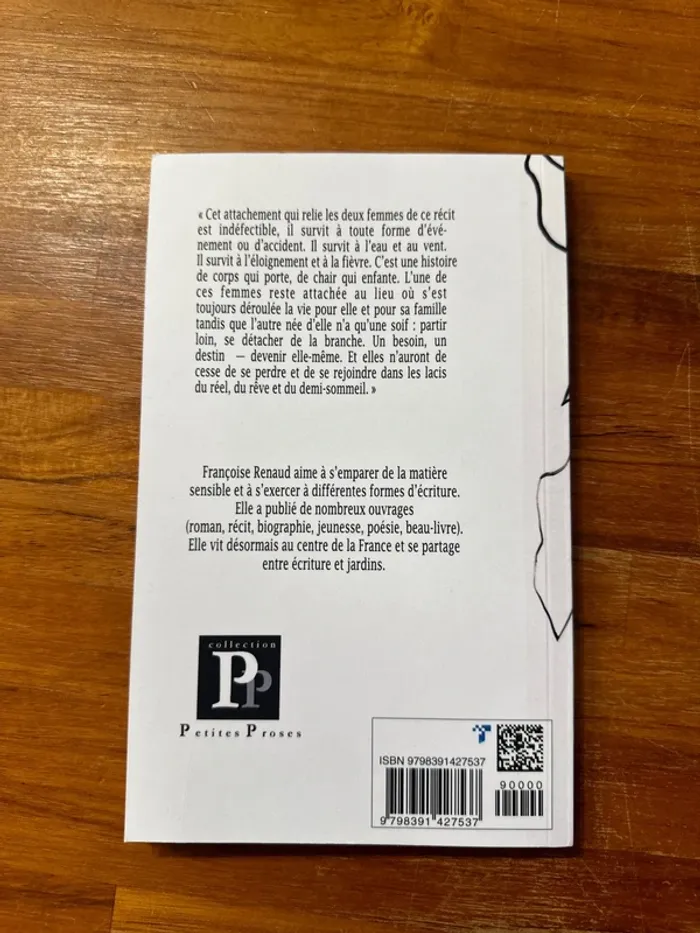 « Cet attachement qui relie les deux femmes de ce récit
est indéfectible, il survit à toute forme d'évé-
nement ou d'accident. Il survit à l'eau et au vent.
Il survit à l'éloignement et à la fièvre. C'est une histoire
de corps qui porte, de chair qui enfante. L'une de
ces femmes reste attachée au lieu où s'est
toujours déroulée la vie pour elle et pour sa famille
tandis que l'autre née d'elle n'a qu'une soif : partir
loin, se détacher de la branche. Un besoin, un
destin — devenir elle-même. Et elles n'auront de
cesse de se perdre et de se rejoindre dans les lacis
du réel, du rêve et du demi-sommeil. »
Françoise Renaud aime à s'emparer de la matière
sensible et à s'exercer à différentes formes d'écriture.
Elle a publié de nombreux ouvrages
(roman, récit, biographie, jeunesse, poésie, beau-livre).
Elle vit désormais au centre de la France et se partage
entre écriture et jardins.
collection
PP
Petites Proses
ISBN 9798391427537
90000
9 798391 427537